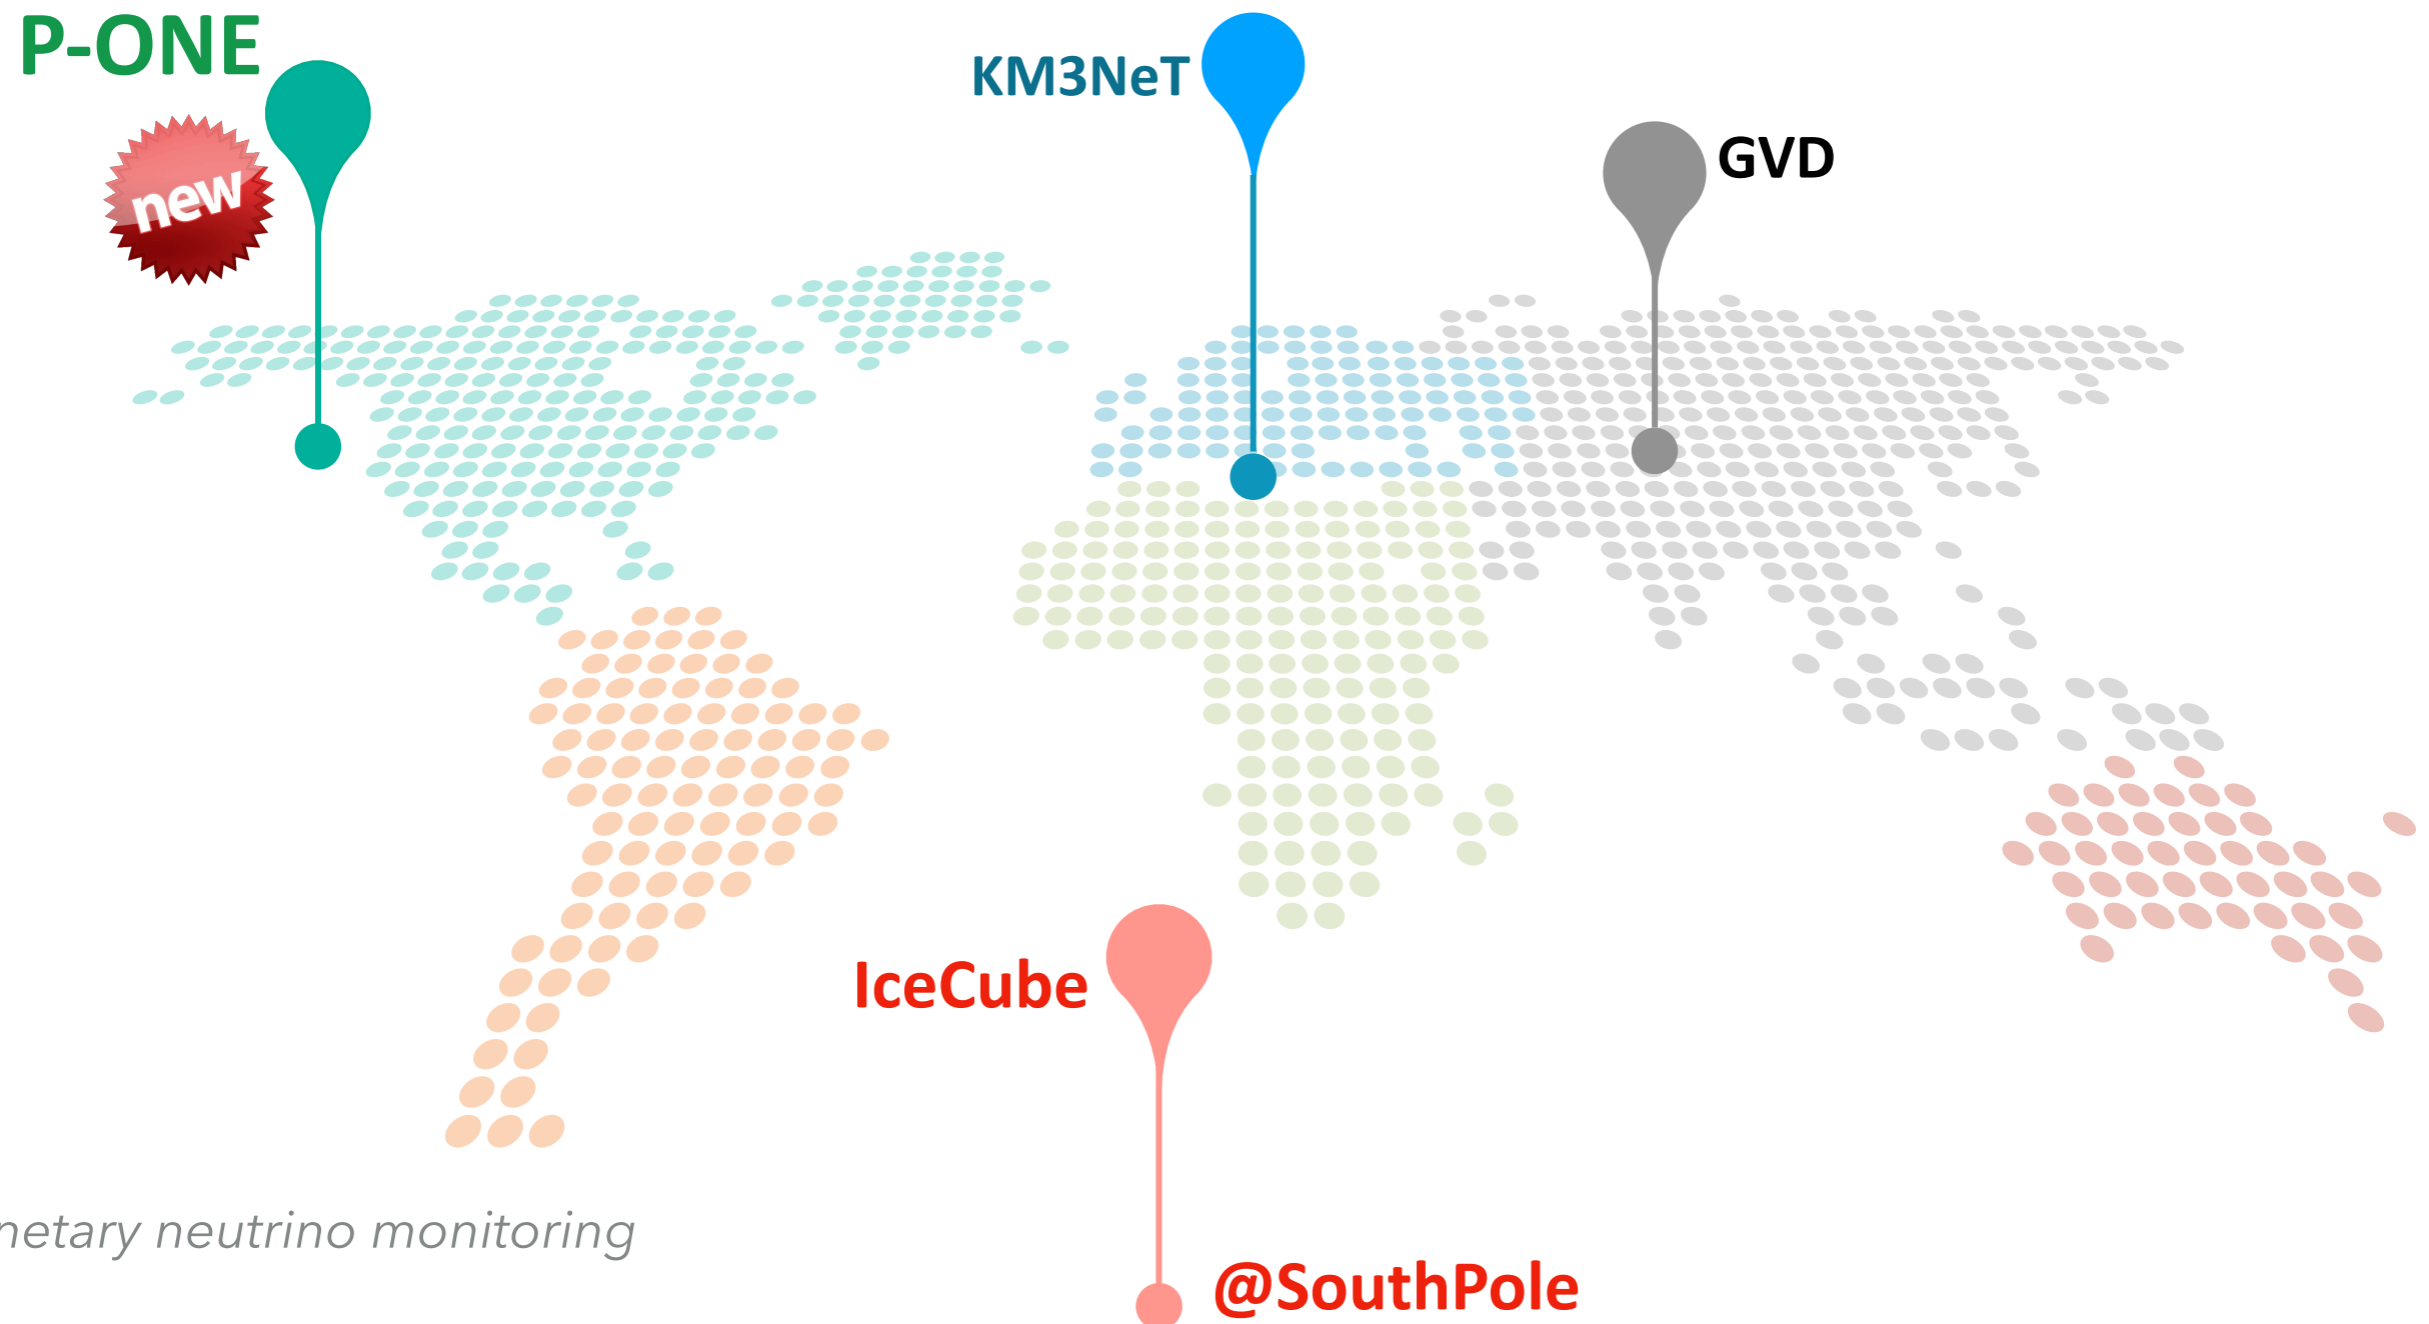 P-ONE
new
KM3NeT
GVD
IceCube
netary neutrino monitoring
@SouthPole